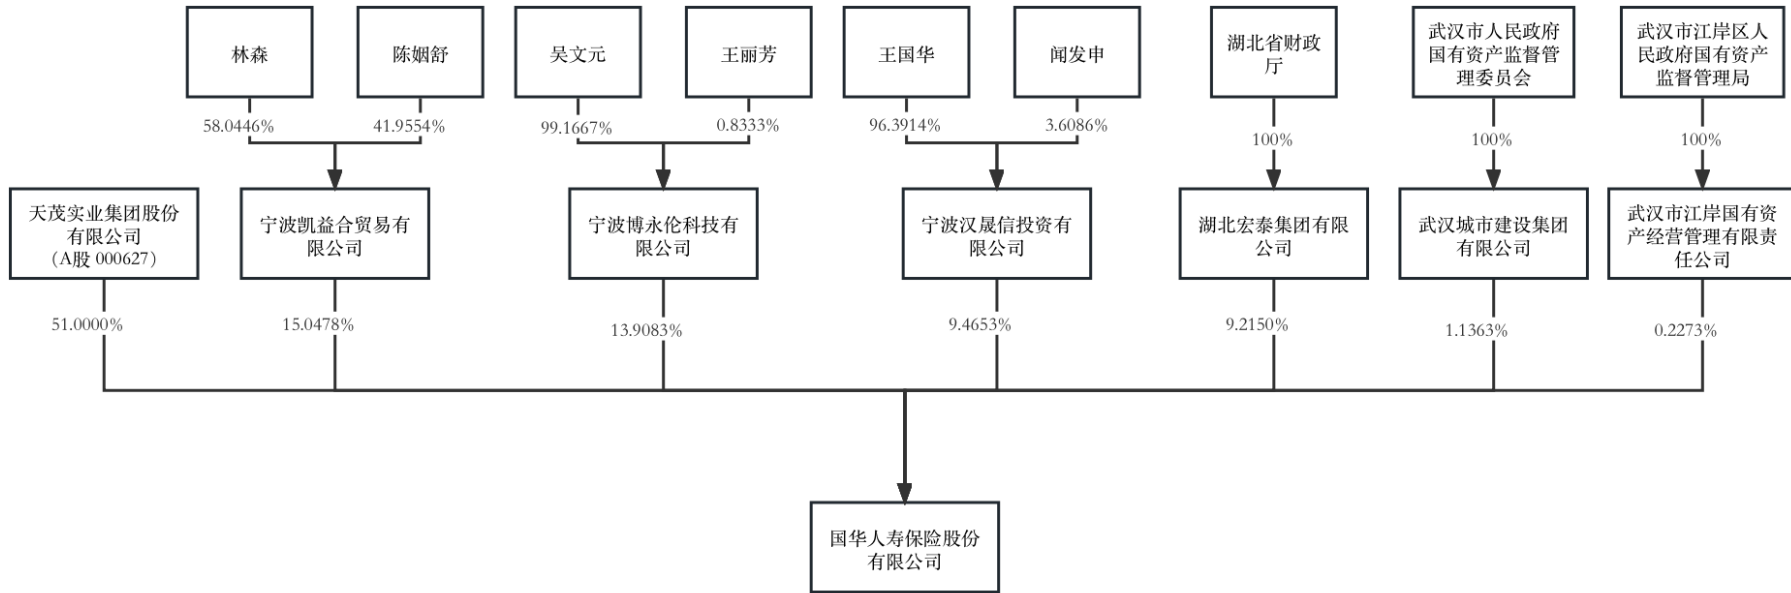 林森
陈姻舒
吴文元
王丽芳
王国华
闻发申
湖北省财政
厅
武汉市人民政府
国有资产监督管
理委员会
武汉市江岸区人
民政府国有资产
监督管理局
58.0446%
41.9554%
99.1667%
0.8333%
96.3914%
3.6086%
100%
100%
100%
天茂实业集团股份
有限公司
（A股 000627）
宁波凯益合贸易有
限公司
宁波博永伦科技有
限公司
宁波汉晟信投资有
限公司
湖北宏泰集团有限
公司
武汉城市建设集团
有限公司
武汉市江岸国有资
产经营管理有限责
任公司
51.0000%
15.0478%
13.9083%
9.4653%
9.2150%
1.1363%
0.2273%
国华人寿保险股份
有限公司